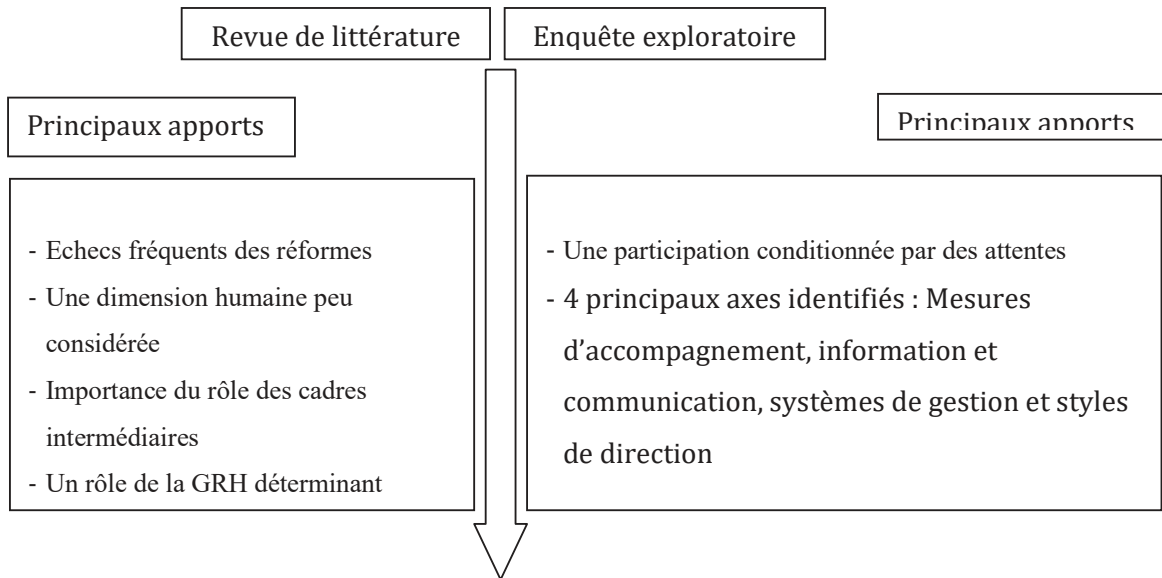 Revue de littérature
Enquête exploratoire
Principaux apports
Principaux apports
- Echecs fréquents des réformes
- Une dimension humaine peu
considérée
- Importance du rôle des cadres
intermédiaires
- Un rôle de la GRH déterminant
- Une participation conditionnée par des attentes
- 4 principaux axes identifiés : Mesures
d’accompagnement, information et
communication, systèmes de gestion et styles
de direction